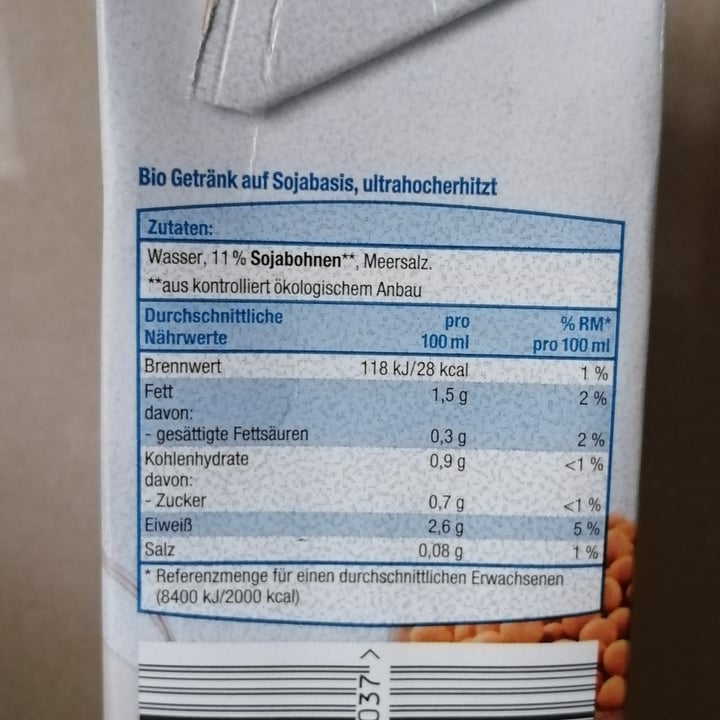 Bio Getränk auf Sojabasis, ultrahocherhitzt
Zutaten:
Wasser, 11% Sojabohnen**, Meersalz.
**aus kontrolliert ökologischem Anbau
Durchschnittliche pro % RM*
Nährwerte 100 ml pro 100 ml
Brennwert 118 kJ/28 kcal 1 %
Fett 1,5 g 2 %
davon:
- gesättigte Fettsäuren 0,3 g 2 %
Kohlenhydrate 0,9 g <1 %
davon:
- Zucker 0,7 g <1 %
Eiweiß 2,6 g 5 %
Salz 0,08 g 1 %
* Referenzmenge für einen durchschnittlichen Erwachsenen
(8400 kJ/2000 kcal)
037 >